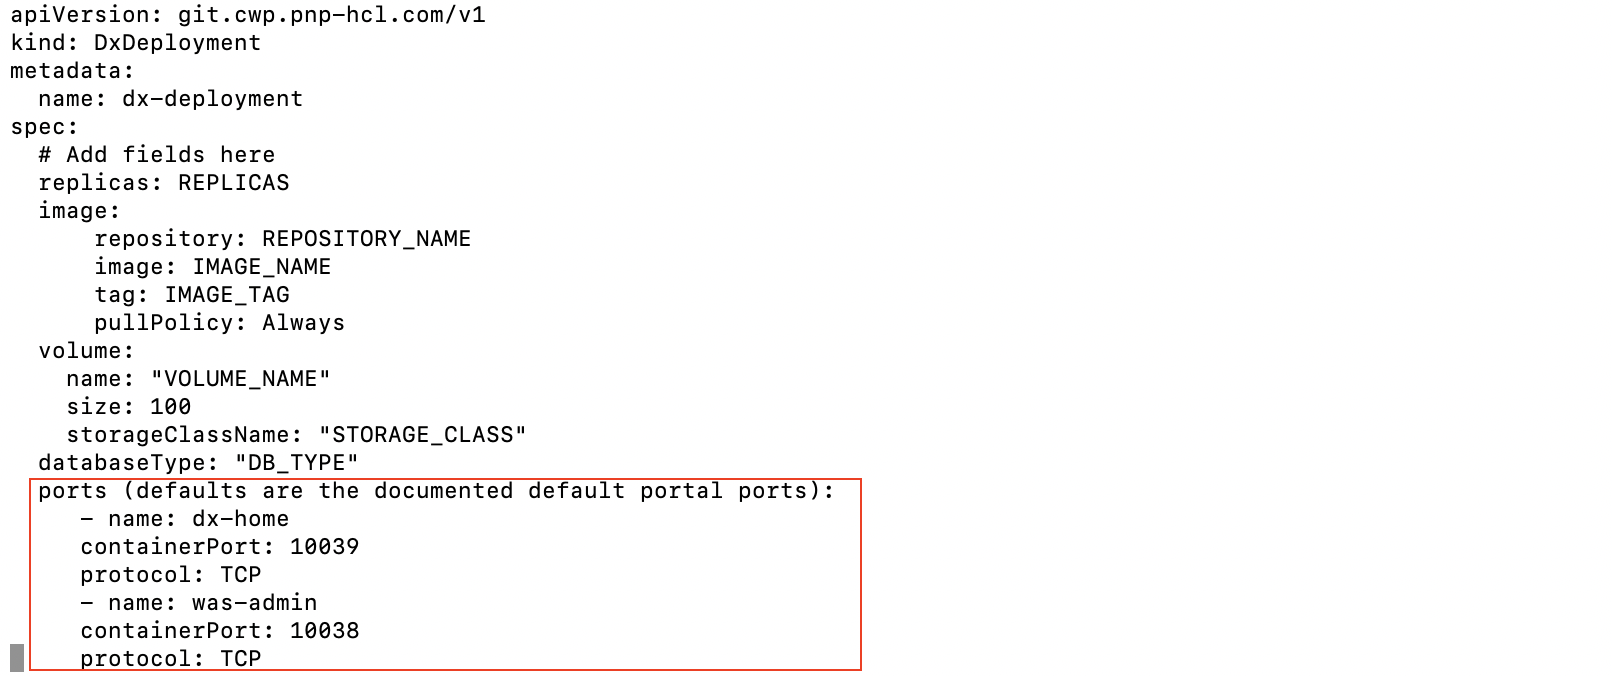 apiVersion: git.cwp.pnp-hcl.com/v1
kind: DxDeployment
metadata:
  name: dx-deployment
spec:
  # Add fields here
  replicas: REPLICAS
  image:
      repository: REPOSITORY_NAME
      image: IMAGE_NAME
      tag: IMAGE_TAG
      pullPolicy: Always
  volume:
    name: "VOLUME_NAME"
    size: 100
    storageClassName: "STORAGE_CLASS"
  databaseType: "DB_TYPE"
  ports (defaults are the documented default portal ports):
     - name: dx-home
     containerPort: 10039
     protocol: TCP
     - name: was-admin
     containerPort: 10038
     protocol: TCP